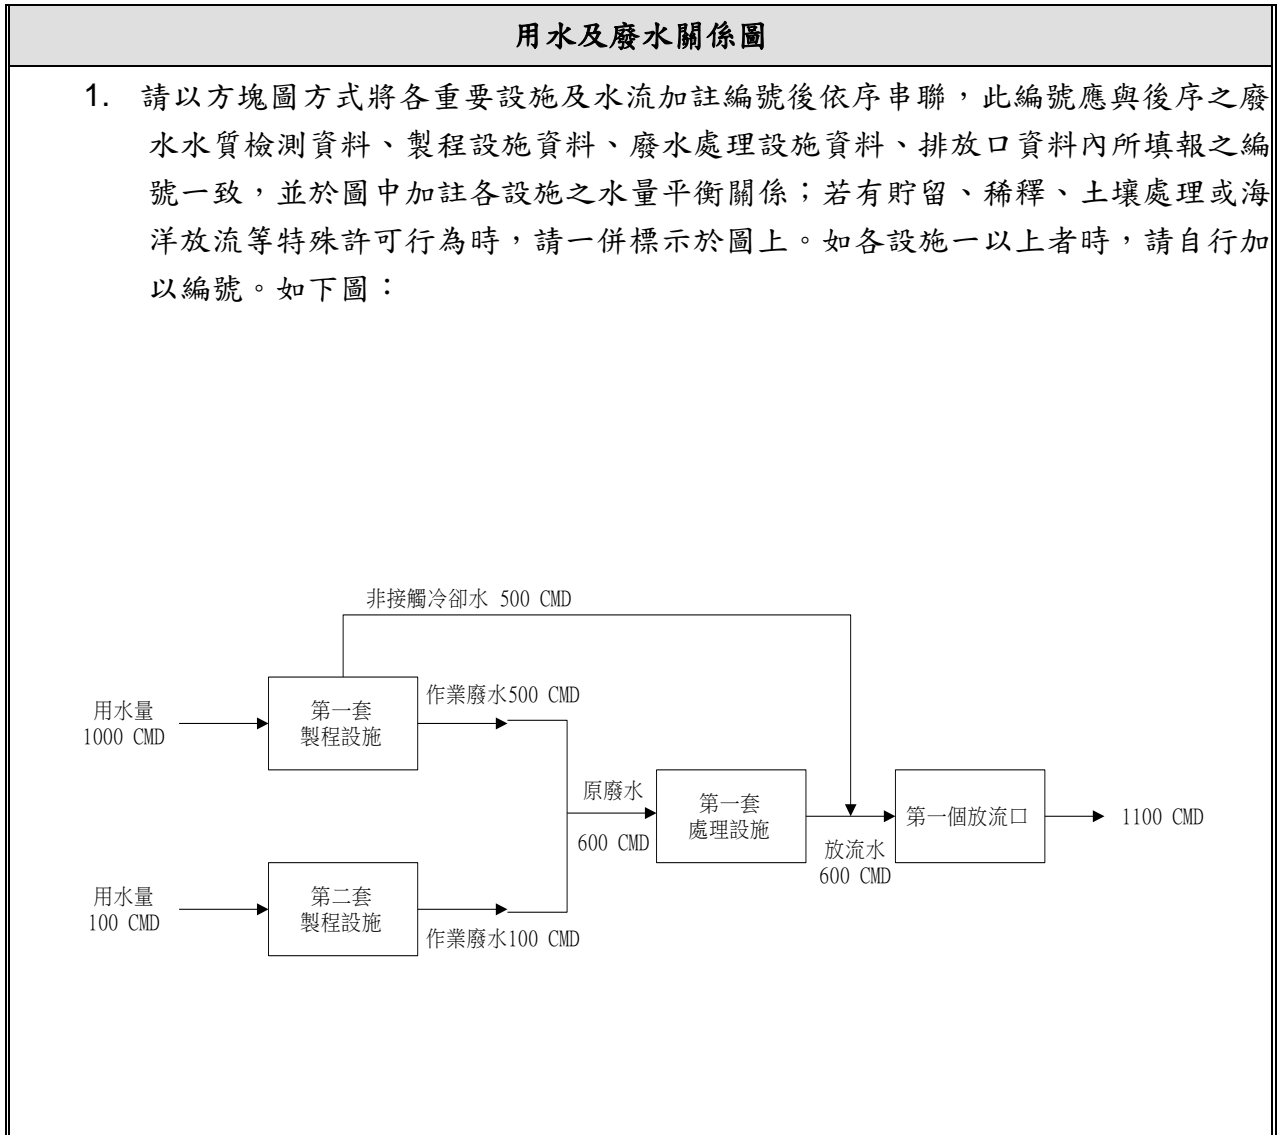 用水及廢水關係圖
1. 請以方塊圖方式將各重要設施及水流加註編號後依序串聯，此編號應與後序之廢
水水質檢測資料、製程設施資料、廢水處理設施資料、排放口資料內所填報之編
號一致，並於圖中加註各設施之水量平衡關係；若有貯留、稀釋、土壤處理或海
洋放流等特殊許可行為時，請一併標示於圖上。如各設施一以上者時，請自行加
以編號。如下圖：
非接觸冷卻水 500 CMD
用水量
1000 CMD
第一套
製程設施
作業廢水500 CMD
原廢水
600 CMD
第一套
處理設施
放流水
600 CMD
第一個放流口
1100 CMD
用水量
100 CMD
第二套
製程設施
作業廢水100 CMD